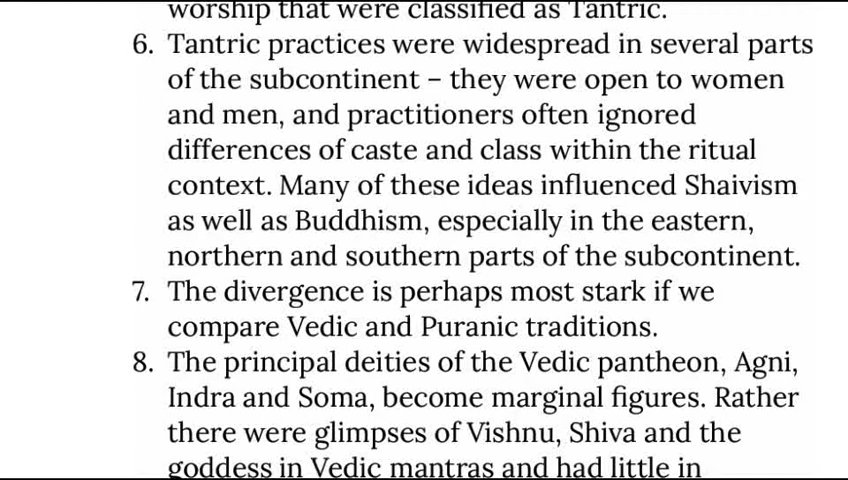 worship that were classified as Tantric.
6. Tantric practices were widespread in several parts
of the subcontinent – they were open to women
and men, and practitioners often ignored
differences of caste and class within the ritual
context. Many of these ideas influenced Shaivism
as well as Buddhism, especially in the eastern,
northern and southern parts of the subcontinent.
7. The divergence is perhaps most stark if we
compare Vedic and Puranic traditions.
8. The principal deities of the Vedic pantheon, Agni,
Indra and Soma, become marginal figures. Rather
there were glimpses of Vishnu, Shiva and the
goddess in Vedic mantras and had little in